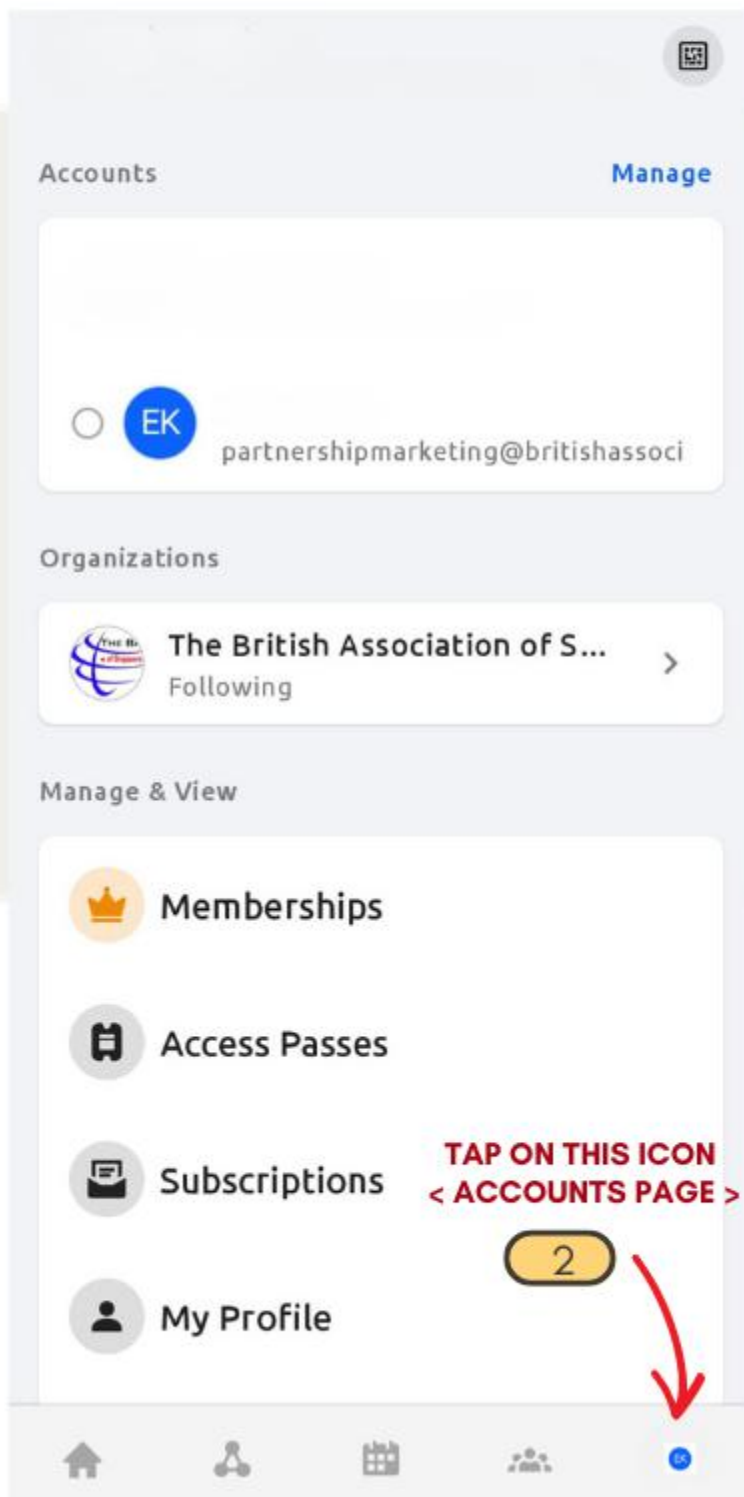 Accounts
Manage
EK
partnershipmarketing@britishassoci
Organizations
The British Association of S...
Following
Manage & View
Memberships
Access Passes
TAP ON THIS ICON
Subscriptions
< ACCOUNTS PAGE >
2
My Profile
EK